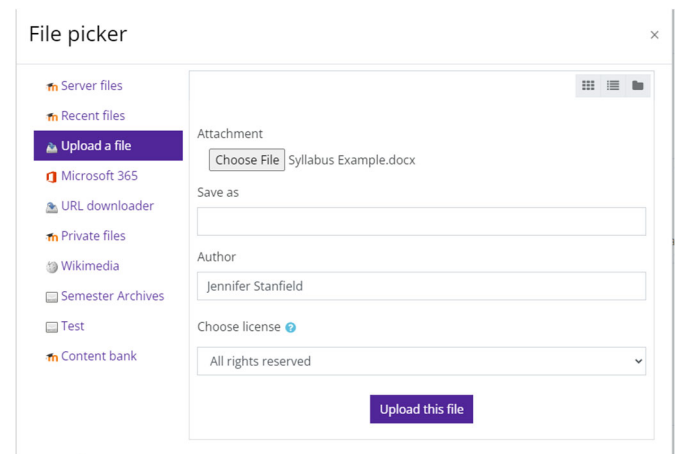 File picker
×
Server files
Recent files
Upload a file
Microsoft 365
URL downloader
Private files
Wikimedia
Semester Archives
Test
Content bank
Attachment
Choose File Syllabus Example.docx
Save as
Author
Jennifer Stanfield
Choose license ?
All rights reserved
Upload this file